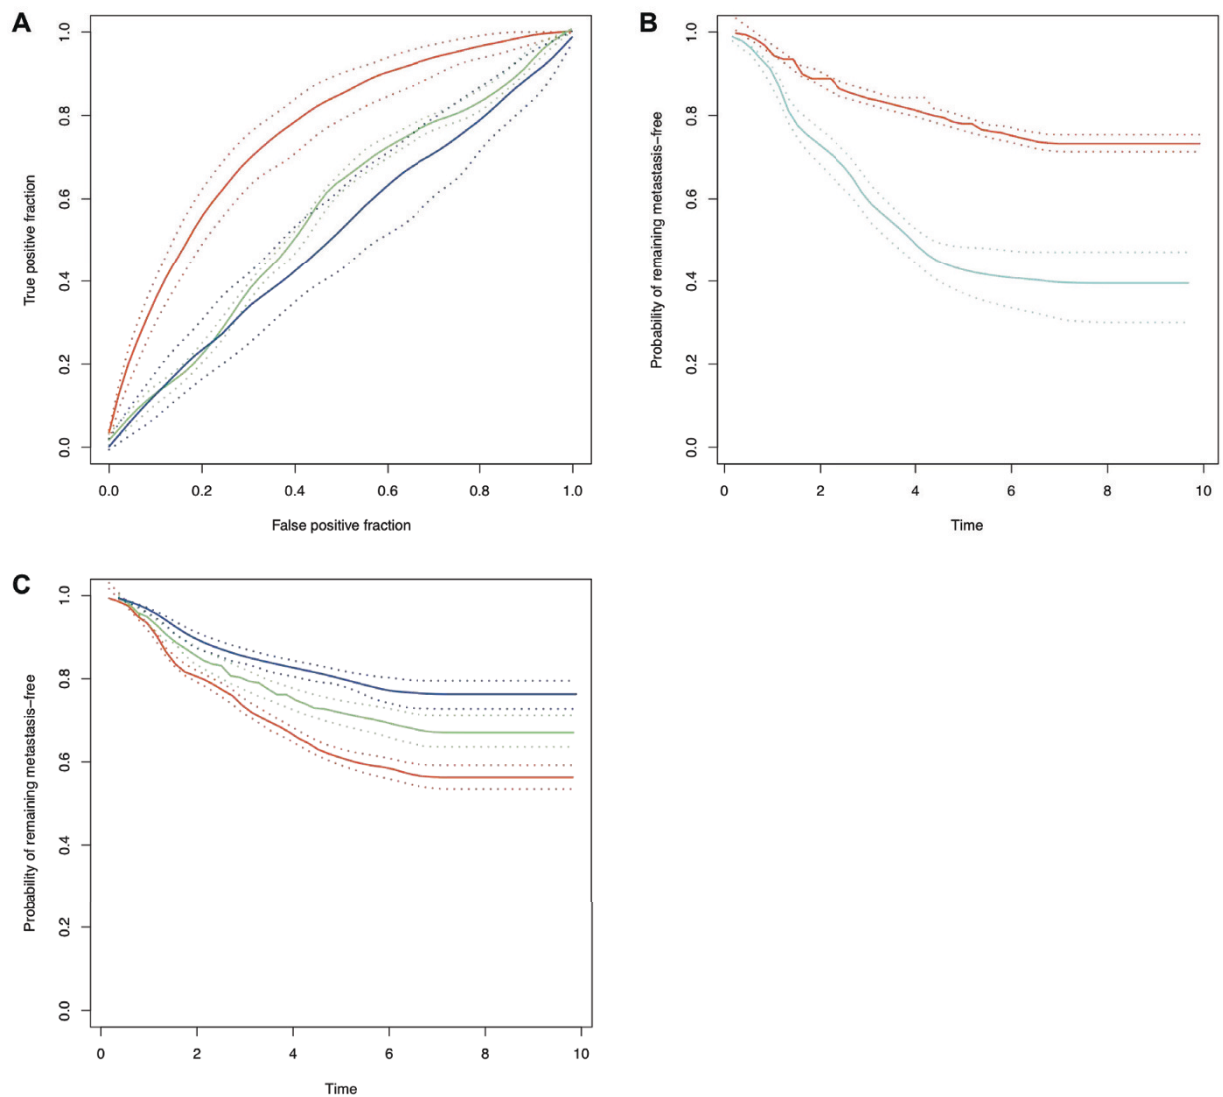 A
True positive fraction
1.0
0.8
0.6
0.4
0.2
0.0
0.0 0.2 0.4 0.6 0.8 1.0
False positive fraction
B
Probability of remaining metastasis–free
1.0
0.8
0.6
0.4
0.2
0.0
0 2 4 6 8 10
Time
C
Probability of remaining metastasis–free
1.0
0.8
0.6
0.4
0.2
0.0
0 2 4 6 8 10
Time